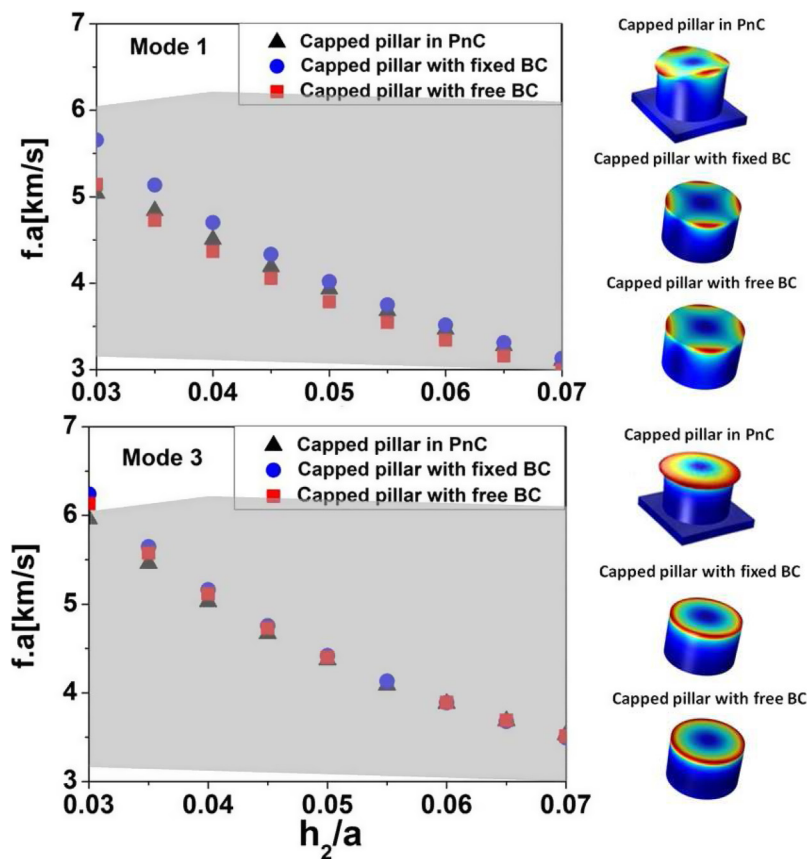 Mode 1
Capped pillar in PnC
Capped pillar with fixed BC
Capped pillar with free BC
7
6
5
4
3
f.a[km/s]
0.03 0.04 0.05 0.06 0.07
Capped pillar in PnC
Capped pillar with fixed BC
Capped pillar with free BC
Mode 3
Capped pillar in PnC
Capped pillar with fixed BC
Capped pillar with free BC
7
6
5
4
3
f.a[km/s]
0.03 0.04 0.05 0.06 0.07
h₂/a
Capped pillar in PnC
Capped pillar with fixed BC
Capped pillar with free BC